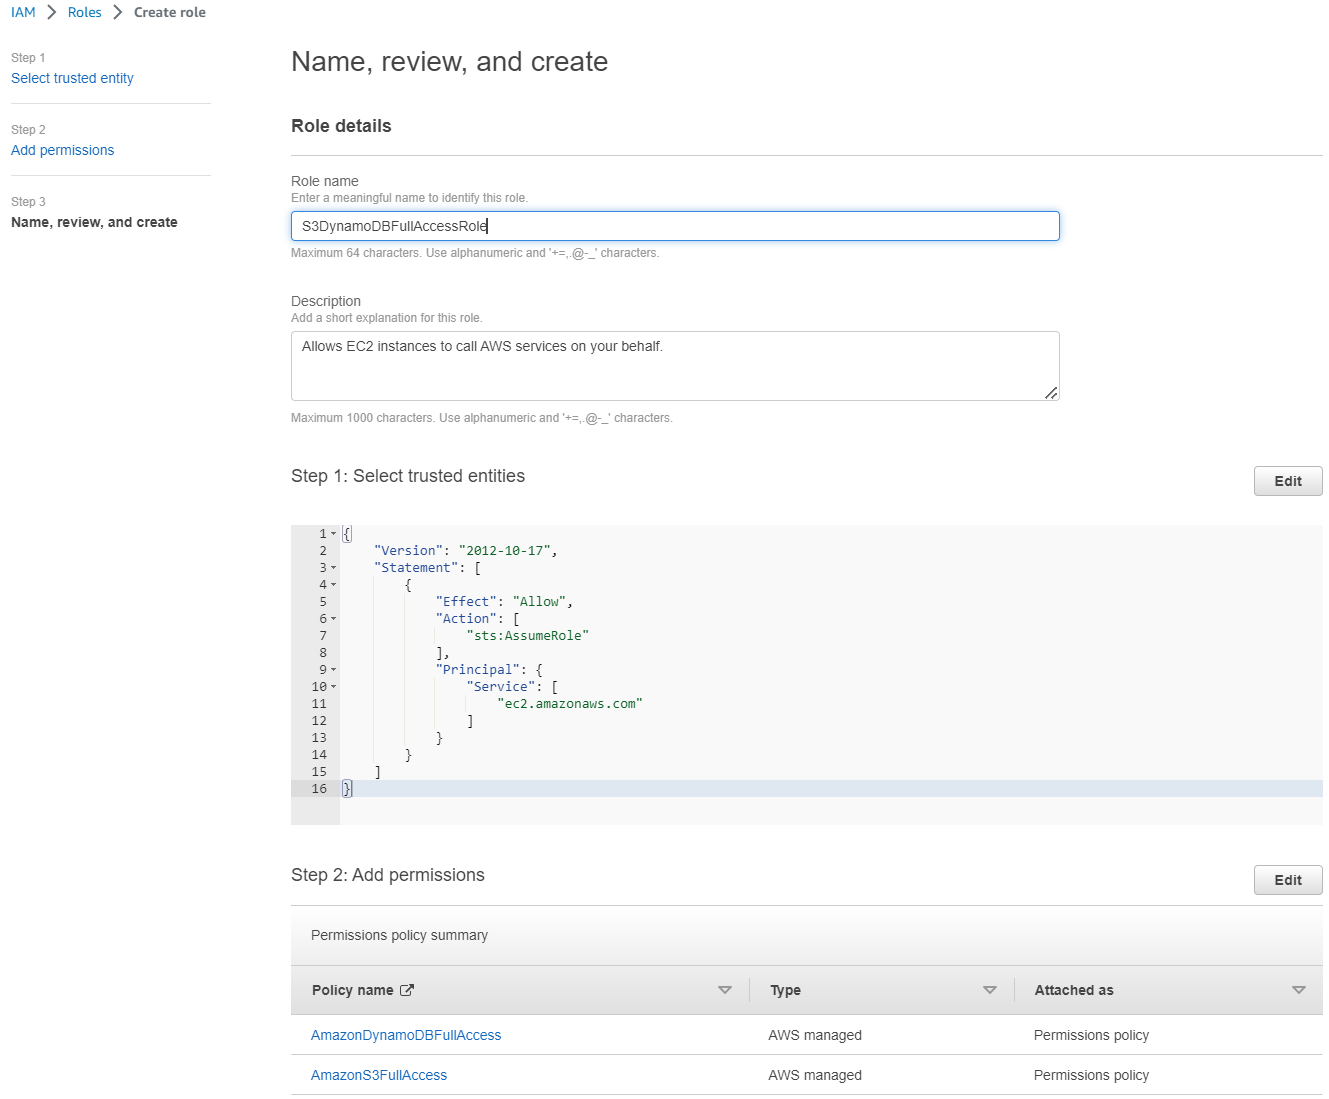 IAM > Roles > Create role
Step 1
Select trusted entity
Step 2
Add permissions
Step 3
Name, review, and create
Name, review, and create
Role details
Role name
Enter a meaningful name to identify this role.
S3DynamoDBFullAccessRole
Maximum 64 characters. Use alphanumeric and '+=,.@-_' characters.
Description
Add a short explanation for this role.
Allows EC2 instances to call AWS services on your behalf.
Maximum 1000 characters. Use alphanumeric and '+=,.@-_' characters.
Step 1: Select trusted entities
Edit
1 {
2     "Version": "2012-10-17",
3     "Statement": [
4         {
5             "Effect": "Allow",
6             "Action": [
7                 "sts:AssumeRole"
8             ],
9             "Principal": {
10                 "Service": [
11                     "ec2.amazonaws.com"
12                 ]
13             }
14         }
15     ]
16 }
Step 2: Add permissions
Edit
Permissions policy summary
Policy name Type Attached as
AmazonDynamoDBFullAccess AWS managed Permissions policy
AmazonS3FullAccess AWS managed Permissions policy